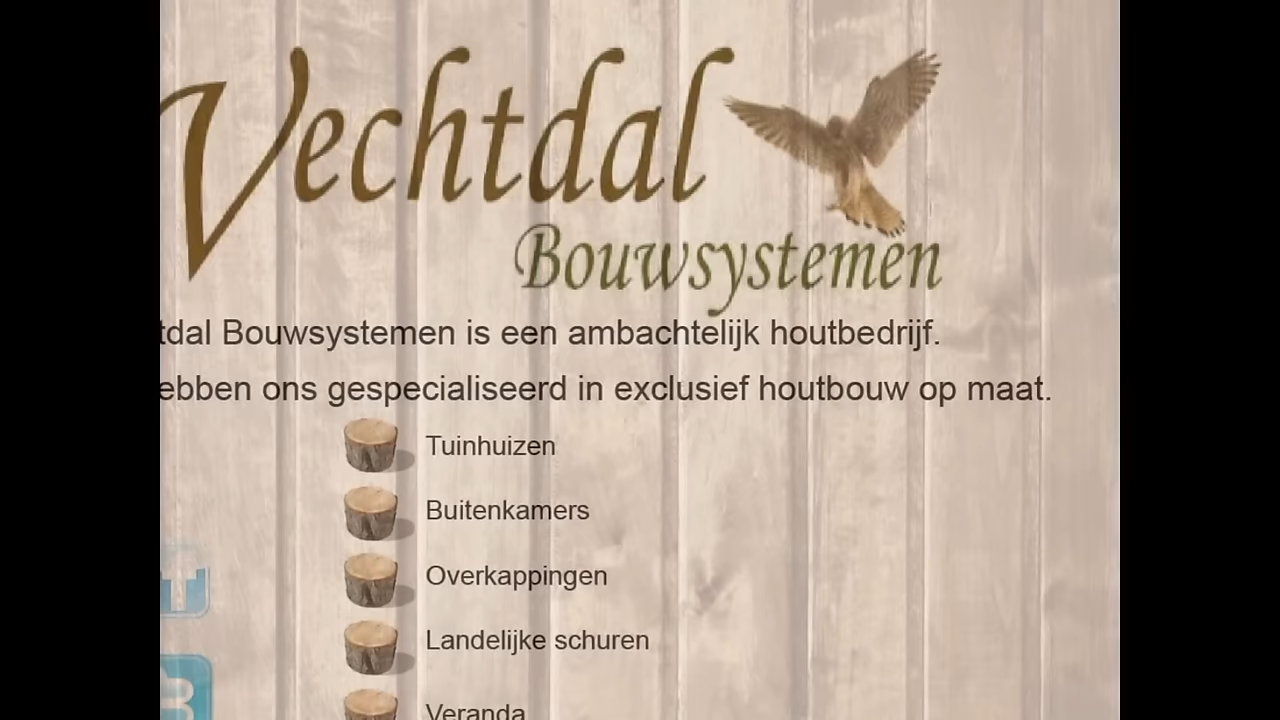 Vechtdal
Bouwsystemen
tdal Bouwsystemen is een ambachtelijk houtbedrijf.
ebben ons gespecialiseerd in exclusief houtbouw op maat.
Tuinhuizen
Buitenkamers
Overkappingen
Landelijke schuren
Veranda